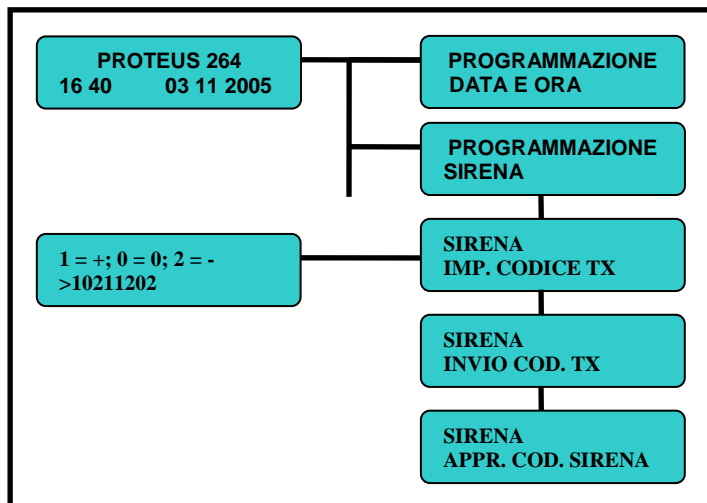 PROTEUS 264
16 40 03 11 2005
PROGRAMMAZIONE
DATA E ORA
PROGRAMMAZIONE
SIRENA
1 = +; 0 = 0; 2 = -
>10211202
SIRENA
IMP. CODICE TX
SIRENA
INVIO COD. TX
SIRENA
APPR. COD. SIRENA